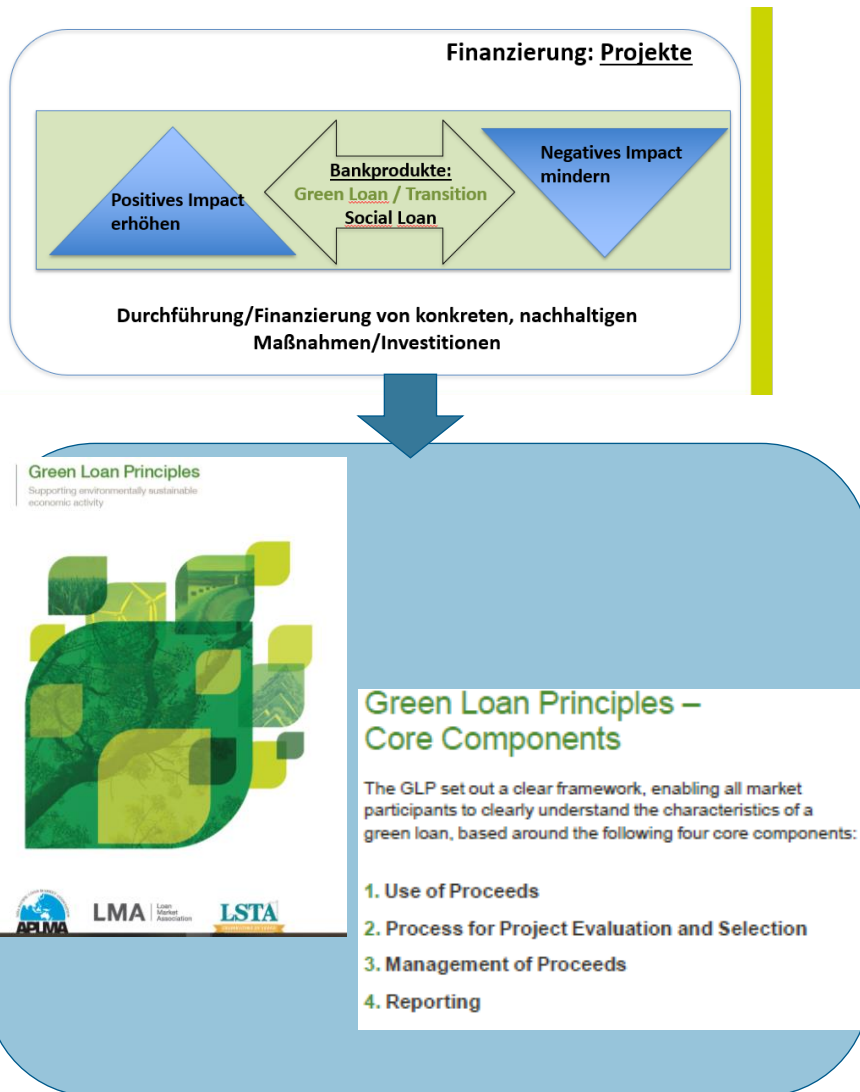 Finanzierung: Projekte
Positives Impact
erhöhen
Bankprodukte:
Green Loan / Transition
Social Loan
Negatives Impact
mindern
Durchführung/Finanzierung von konkreten, nachhaltigen
Maßnahmen/Investitionen
Green Loan Principles
Supporting environmentally sustainable
economic activity
APLMA
LMA
Loan
Market
Association
LSTA
Green Loan Principles –
Core Components
The GLP set out a clear framework, enabling all market
participants to clearly understand the characteristics of a
green loan, based around the following four core components:
1. Use of Proceeds
2. Process for Project Evaluation and Selection
3. Management of Proceeds
4. Reporting